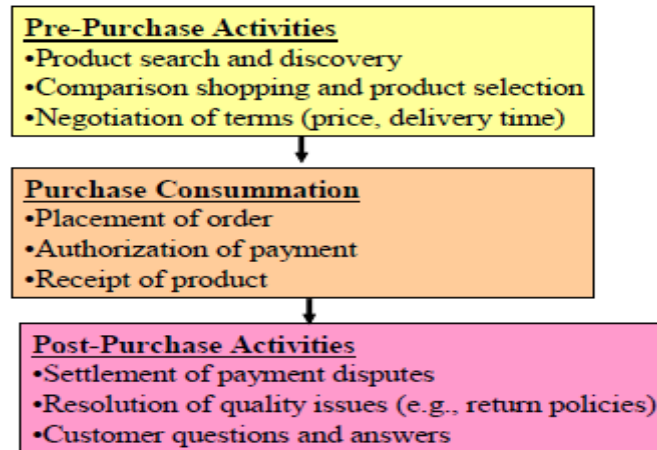 Pre-Purchase Activities
•Product search and discovery
•Comparison shopping and product selection
•Negotiation of terms (price, delivery time)
Purchase Consummation
•Placement of order
•Authorization of payment
•Receipt of product
Post-Purchase Activities
•Settlement of payment disputes
•Resolution of quality issues (e.g., return policies)
•Customer questions and answers